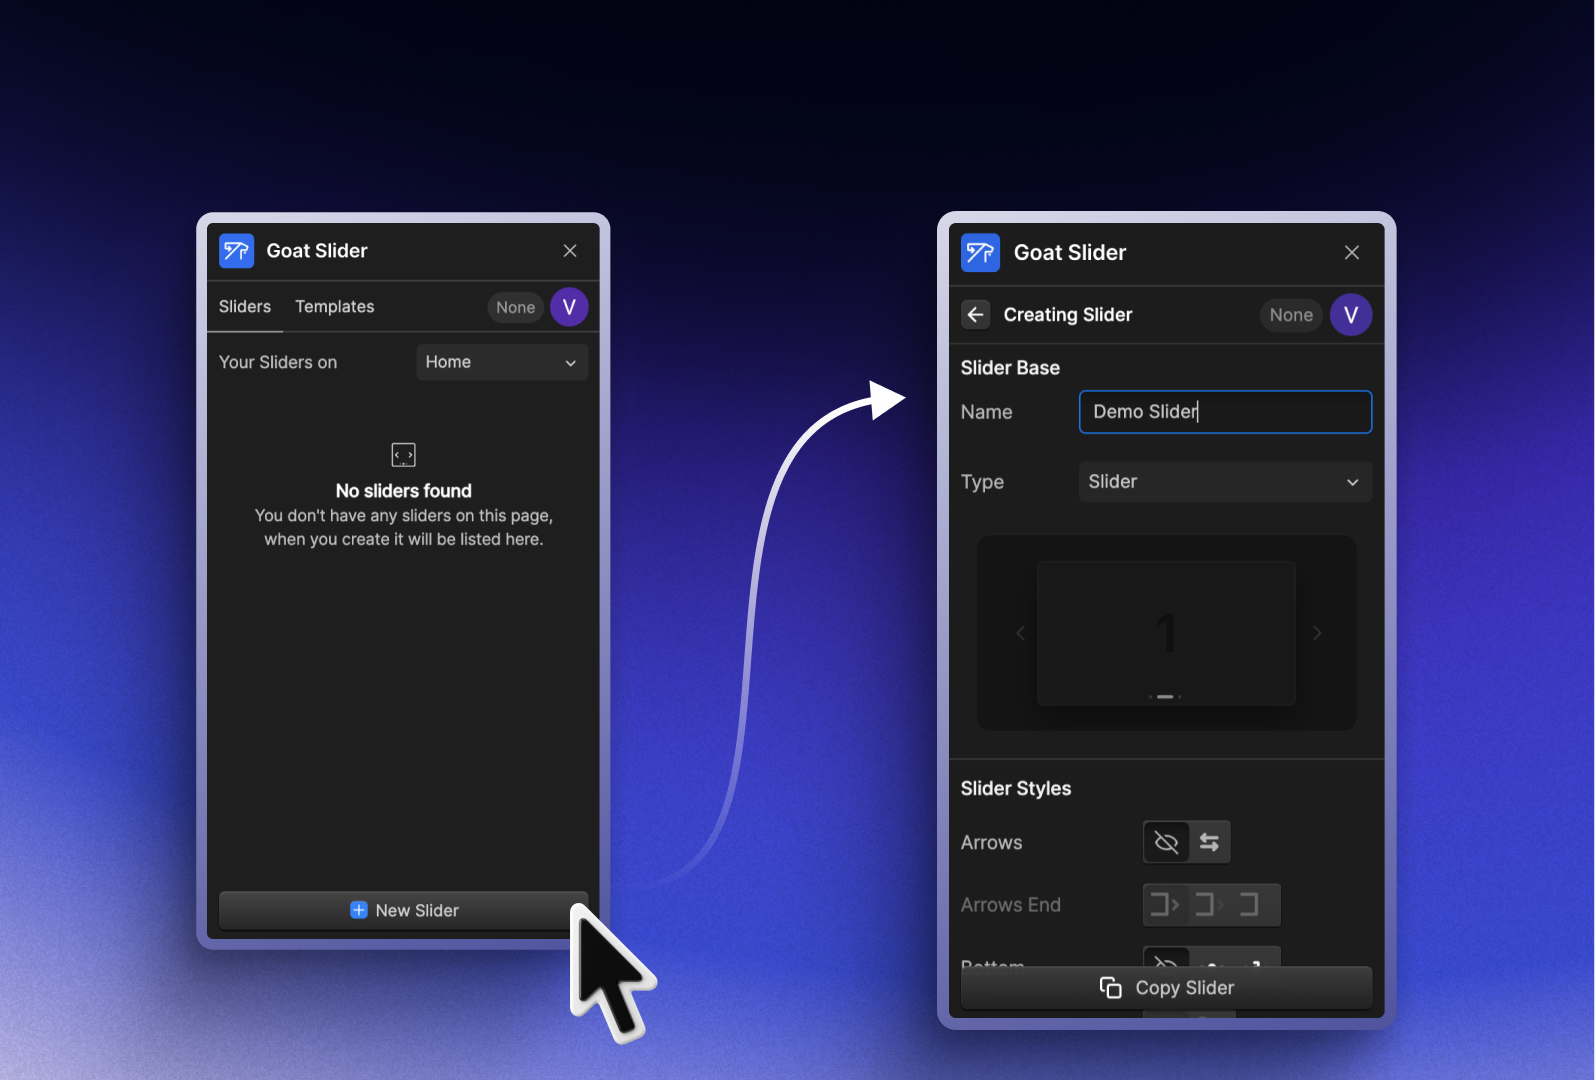 Goat Slider
Sliders
Templates
None
V
Your Sliders on
Home
No sliders found
You don't have any sliders on this page,
when you create it will be listed here.
New Slider
Goat Slider
Creating Slider
None
V
Slider Base
Name
Demo Slider
Type
Slider
1
Slider Styles
Arrows
Arrows End
Bottom
Copy Slider